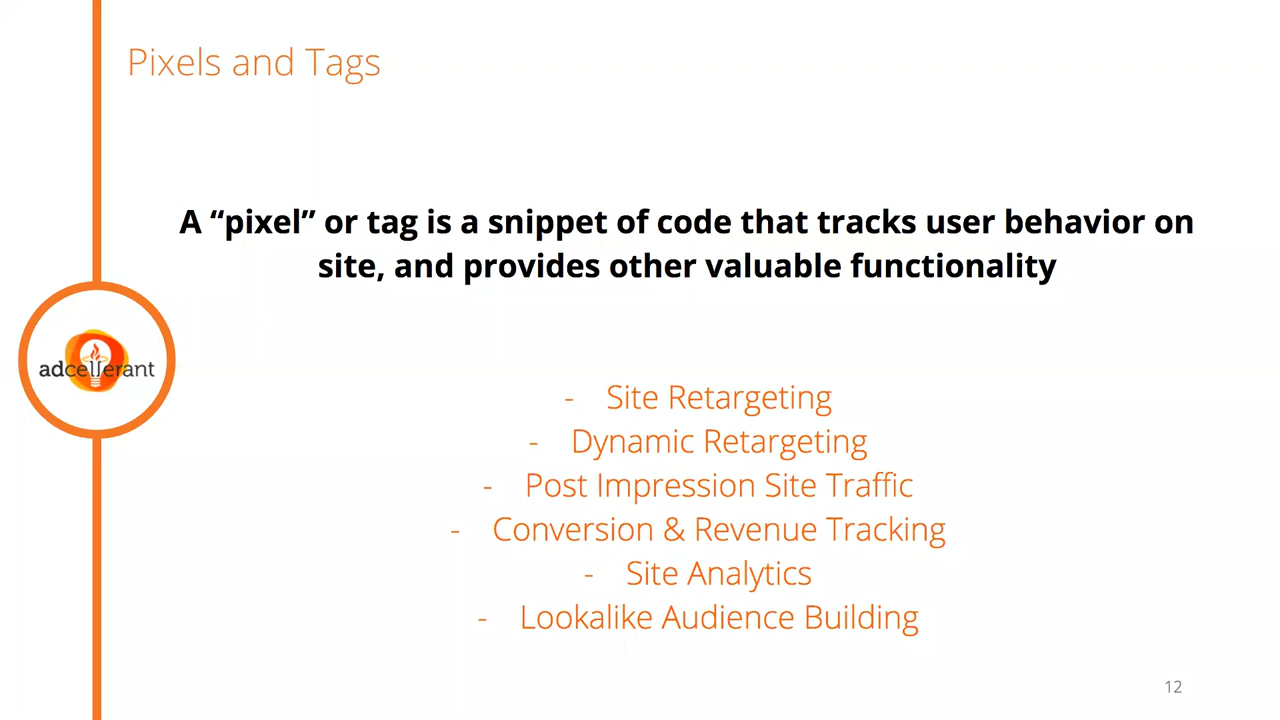 Pixels and Tags
A “pixel” or tag is a snippet of code that tracks user behavior on
site, and provides other valuable functionality
adcellerant
- Site Retargeting
- Dynamic Retargeting
- Post Impression Site Traffic
- Conversion & Revenue Tracking
- Site Analytics
- Lookalike Audience Building
12